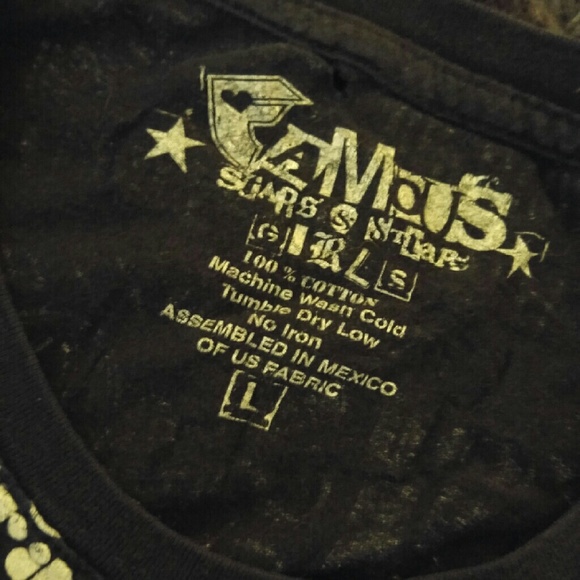 FAMOUS
STARS & STRAPS
GIRLS
100 % COTTON
Machine Wash Cold
Tumble Dry Low
No Iron
ASSEMBLED IN MEXICO
OF US FABRIC
L